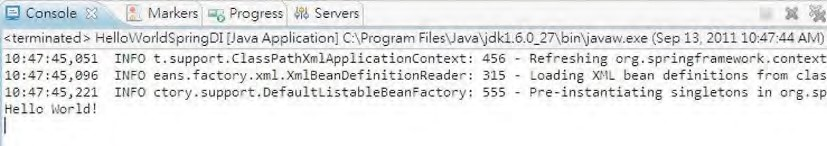 Console Markers Progress Servers
<terminated> HelloWorldSpringDI [Java Application] C:\Program Files\Java\jdk1.6.0_27\bin\javaw.exe (Sep 13, 2011 10:47:44 AM)
10:47:45,051 INFO t.support.ClassPathXmlApplicationContext: 456 - Refreshing org.springframework.context
10:47:45,096 INFO eans.factory.xml.XmlBeanDefinitionReader: 315 - Loading XML bean definitions from clas
10:47:45,221 INFO ctory.support.DefaultListableBeanFactory: 555 - Pre-instantiating singletons in org.sp
Hello World!